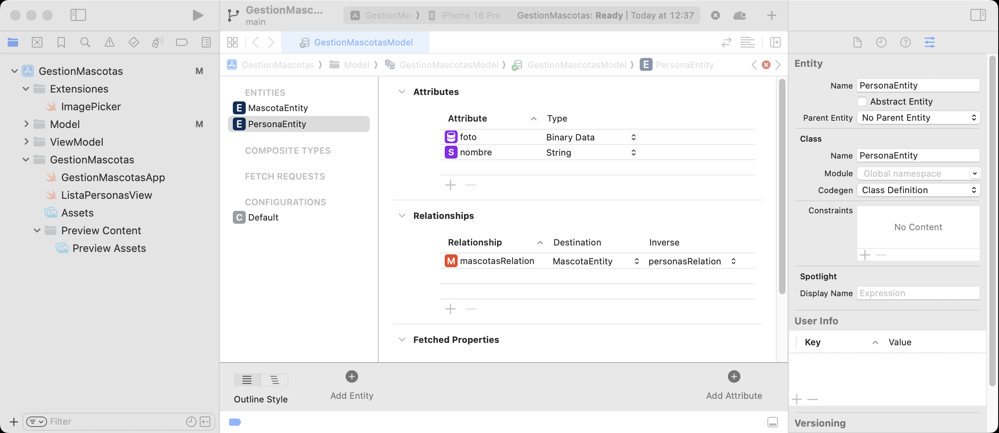 GestionMasc...
main
GestionMas
iPhone 16 Pro
GestionMascotas: Ready | Today at 12:37
GestionMascotasModel
GestionMascotas
Model
GestionMascotasModel
GestionMascotasModel
E PersonaEntity
GestionMascotas M
Extensiones
ImagePicker
Model M
ViewModel
GestionMascotas
GestionMascotasApp
ListaPersonasView
Assets
Preview Content
Preview Assets
Filter
ENTITIES
E MascotaEntity
E PersonaEntity
COMPOSITE TYPES
FETCH REQUESTS
CONFIGURATIONS
C Default
Attributes
Attribute Type
foto Binary Data
S nombre String
Relationships
Relationship Destination Inverse
M mascotasRelation MascotaEntity personasRelation
Fetched Properties
Outline Style
Add Entity
Add Attribute
Entity
Name PersonaEntity
Abstract Entity
Parent Entity No Parent Entity
Class
Name PersonaEntity
Module Global namespace
Codegen Class Definition
Constraints
No Content
Spotlight
Display Name Expression
User Info
Key Value
Versioning